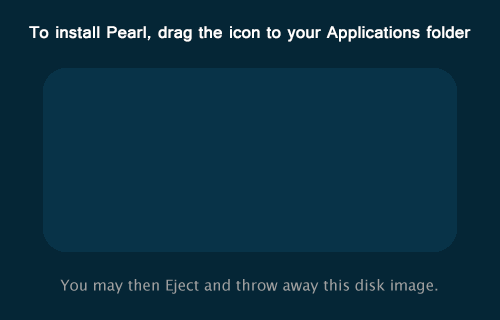 To install Pearl, drag the icon to your Applications folder
You may then Eject and throw away this disk image.